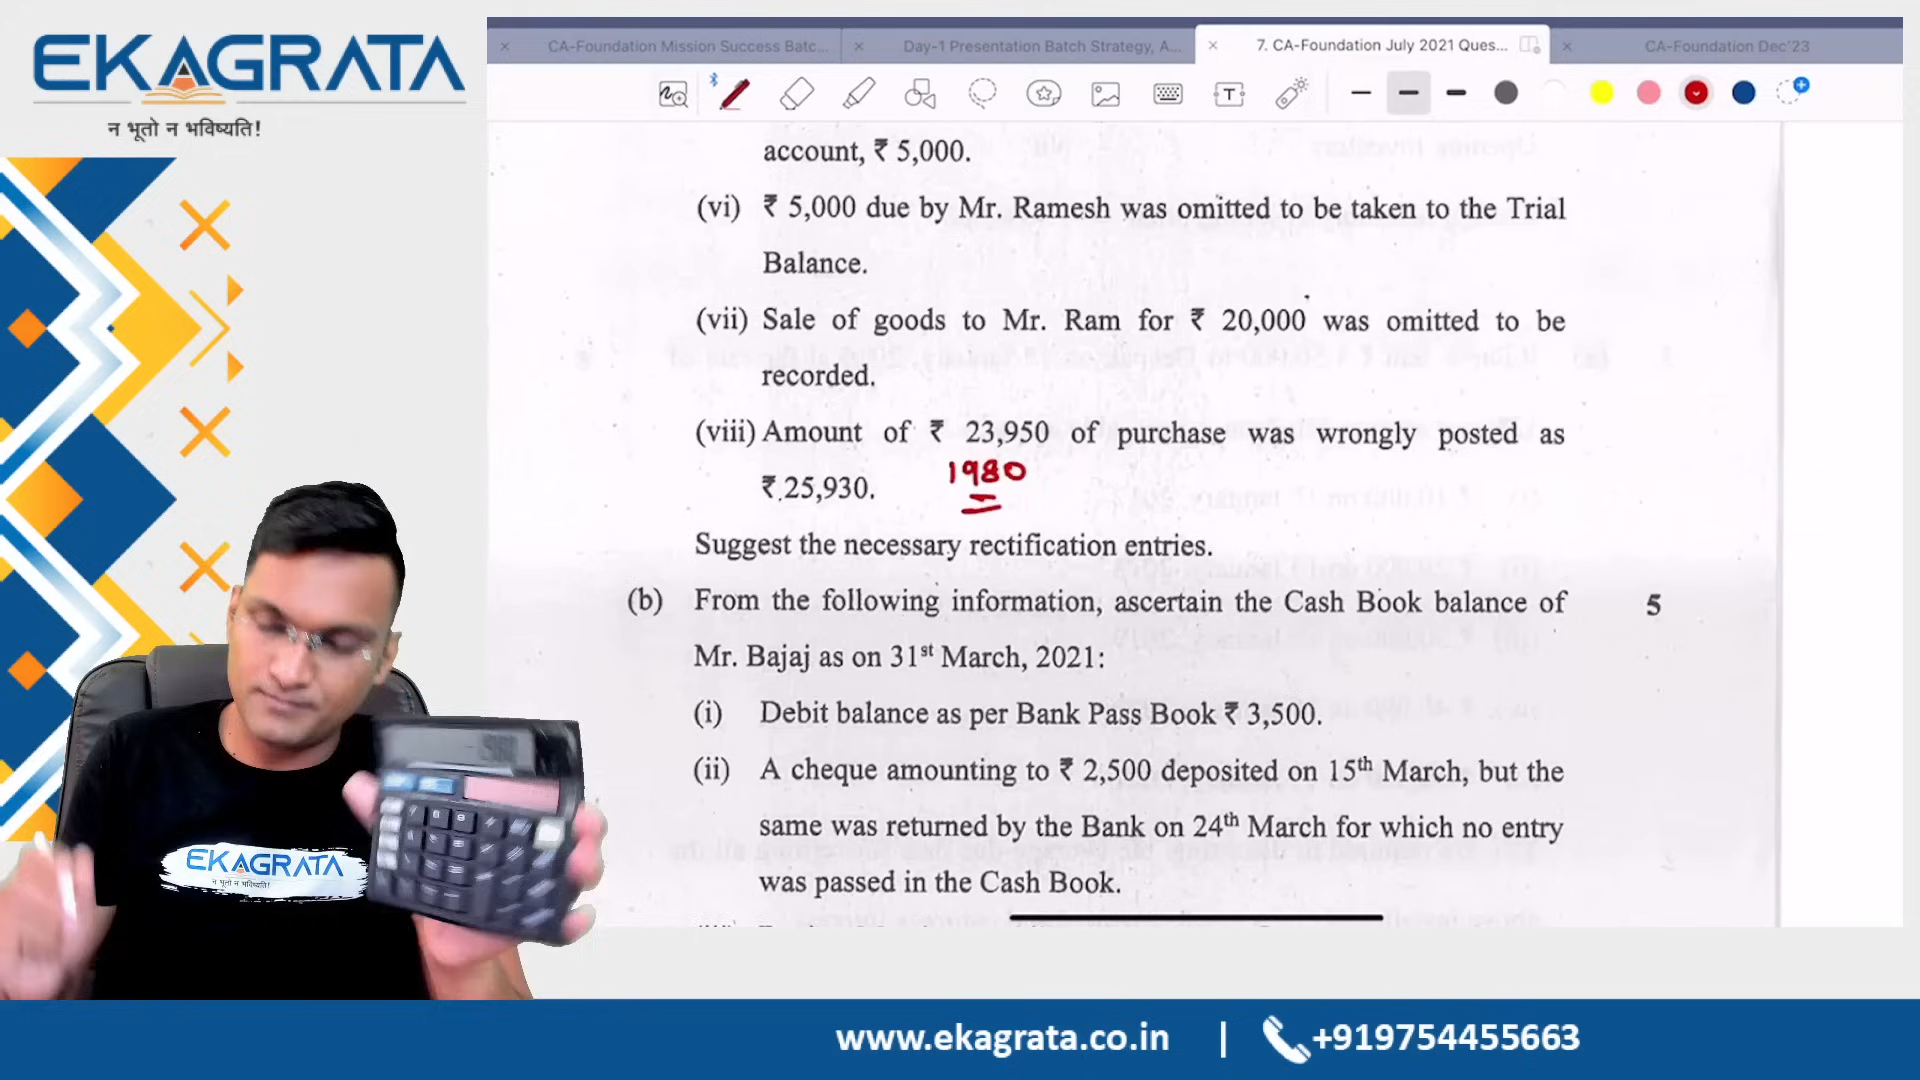 EKAGRATA
न भूतो न भविष्यति!
CA-Foundation Mission Success Batc...
Day-1 Presentation Batch Strategy, A...
7. CA-Foundation July 2021 Ques...
CA-Foundation Dec'23
account, ₹ 5,000.
(vi) ₹ 5,000 due by Mr. Ramesh was omitted to be taken to the Trial
Balance.
(vii) Sale of goods to Mr. Ram for ₹ 20,000 was omitted to be
recorded.
(viii) Amount of ₹ 23,950 of purchase was wrongly posted as
₹ 25,930.
1980
Suggest the necessary rectification entries.
(b) From the following information, ascertain the Cash Book balance of 5
Mr. Bajaj as on 31st March, 2021:
(i) Debit balance as per Bank Pass Book ₹ 3,500.
(ii) A cheque amounting to ₹ 2,500 deposited on 15th March, but the
same was returned by the Bank on 24th March for which no entry
was passed in the Cash Book.
EKAGRATA
न भूतो न भविष्यति!
www.ekagrata.co.in | +919754455663